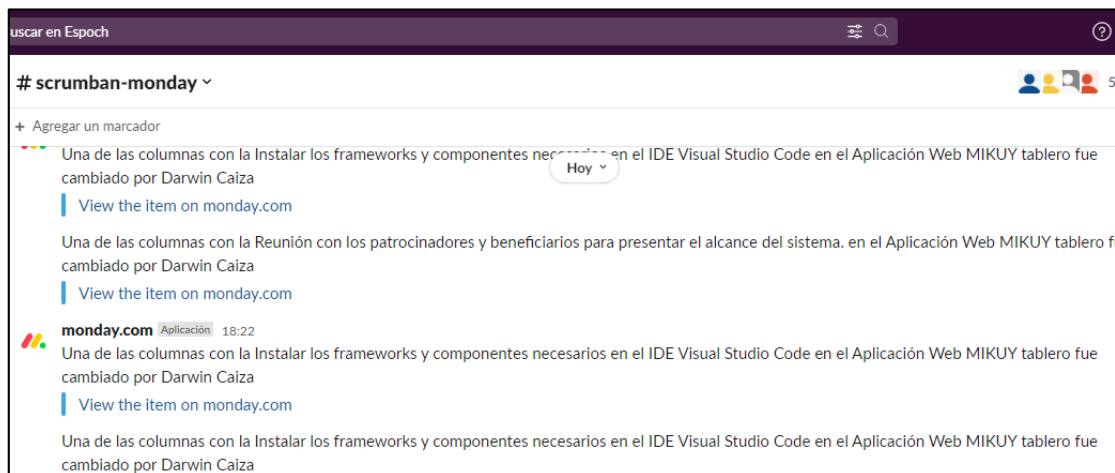 uscar en Espoch
# scrumban-monday
5
+ Agregar un marcador
Hoy
Una de las columnas con la Instalar los frameworks y componentes necesarios en el IDE Visual Studio Code en el Aplicación Web MIKUY tablero fue
cambiado por Darwin Caiza
View the item on monday.com
Una de las columnas con la Reunión con los patrocinadores y beneficiarios para presentar el alcance del sistema. en el Aplicación Web MIKUY tablero f
cambiado por Darwin Caiza
View the item on monday.com
monday.com Aplicación 18:22
Una de las columnas con la Instalar los frameworks y componentes necesarios en el IDE Visual Studio Code en el Aplicación Web MIKUY tablero fue
cambiado por Darwin Caiza
View the item on monday.com
Una de las columnas con la Instalar los frameworks y componentes necesarios en el IDE Visual Studio Code en el Aplicación Web MIKUY tablero fue
cambiado por Darwin Caiza